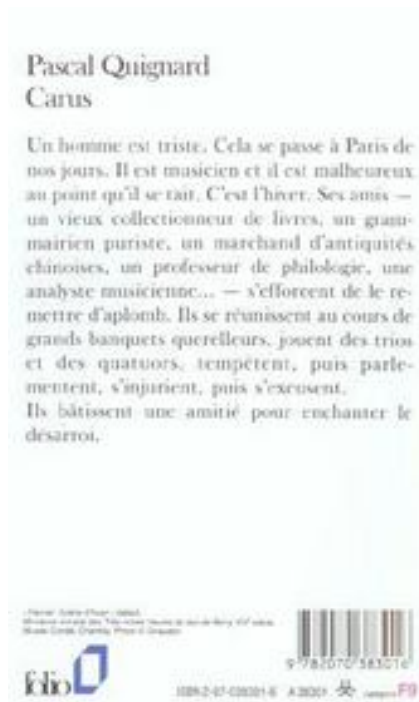 Pascal Quignard
Carus
Un homme est triste. Cela se passe à Paris de
nos jours. Il est musicien et il est malheureux
au point qu'il se tait. C'est l'hiver. Ses amis —
un vieux collectionneur de livres, un gram-
mairien puriste, un marchand d'antiquités
chinoises, un professeur de philologie, une
analyste musicienne... — s'efforcent de le re-
mettre d'aplomb. Ils se réunissent au cours de
grands banquets querelleurs, jouent des trios
et des quatuors, tempêtent, puis parle-
mentent, s'injurient, puis s'excusent.
Ils bâtissent une amitié pour enchanter le
désarroi.
9 782070 383016
folio
A 38301